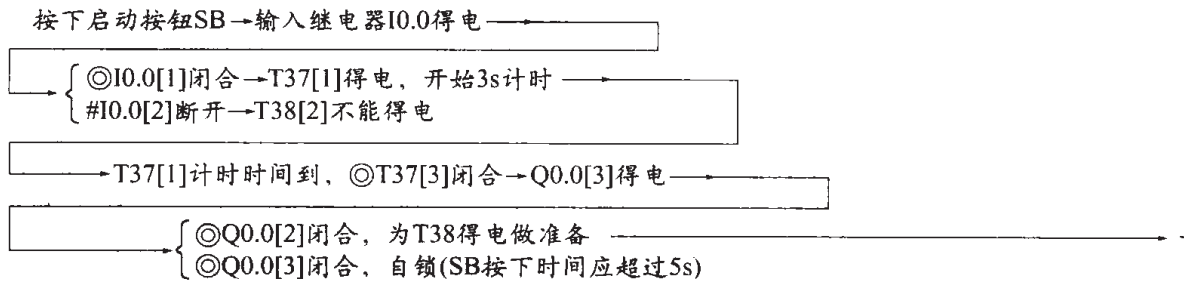 按下启动按钮SB→输入继电器I0.0得电
◎I0.0[1]闭合→T37[1]得电，开始3s计时
#I0.0[2]断开→T38[2]不能得电
T37[1]计时时间到，◎T37[3]闭合→Q0.0[3]得电
◎Q0.0[2]闭合，为T38得电做准备
◎Q0.0[3]闭合，自锁(SB按下时间应超过5s)